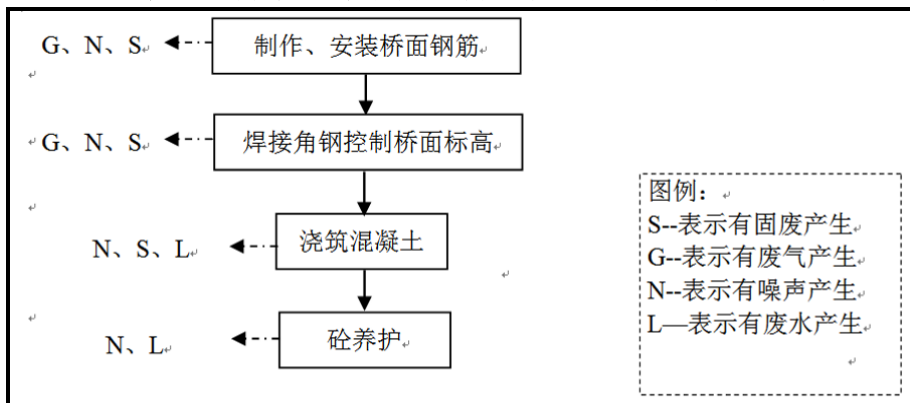 G、N、S
制作、安装桥面钢筋
G、N、S
焊接角钢控制桥面标高
N、S、L
浇筑混凝土
N、L
砼养护
图例：
S--表示有固废产生
G--表示有废气产生
N--表示有噪声产生
L—表示有废水产生